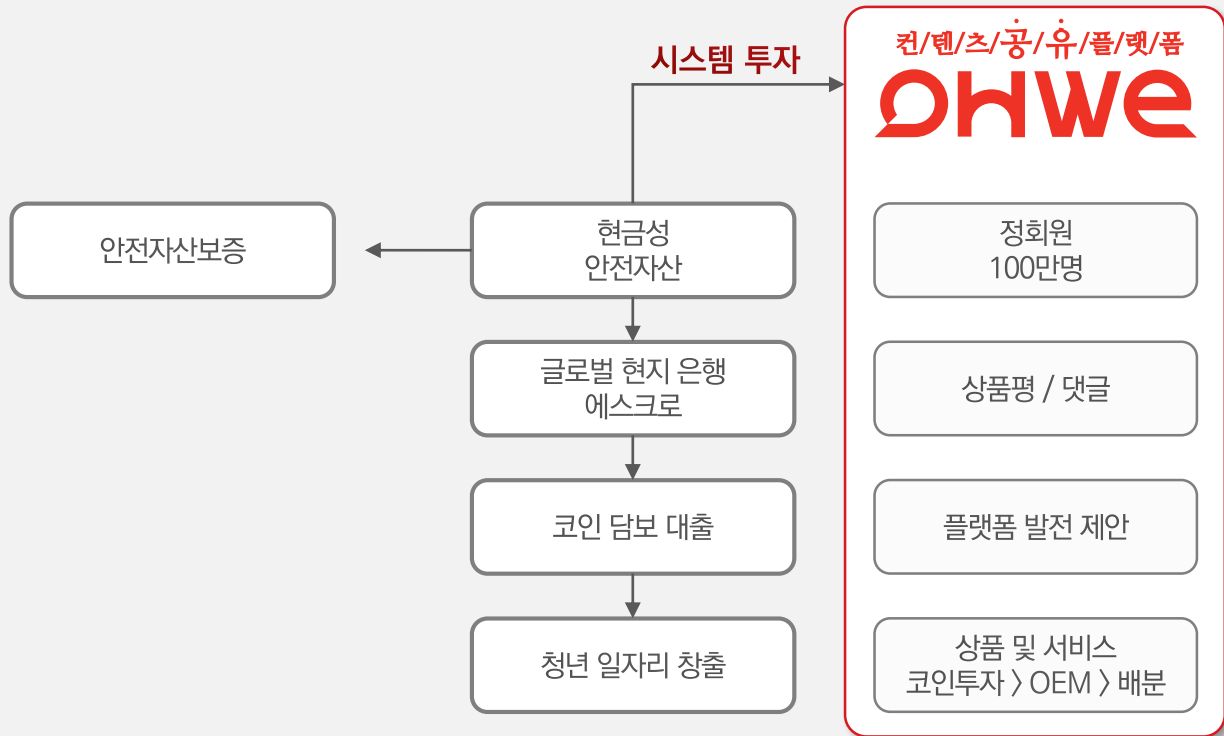 컨/텐/츠/공/유/플/랫/폼
OHWE
시스템 투자
안전자산보증
현금성
안전자산
글로벌 현지 은행
에스크로
코인 담보 대출
청년 일자리 창출
정회원
100만명
상품평 / 댓글
플랫폼 발전 제안
상품 및 서비스
코인투자 > OEM > 배분